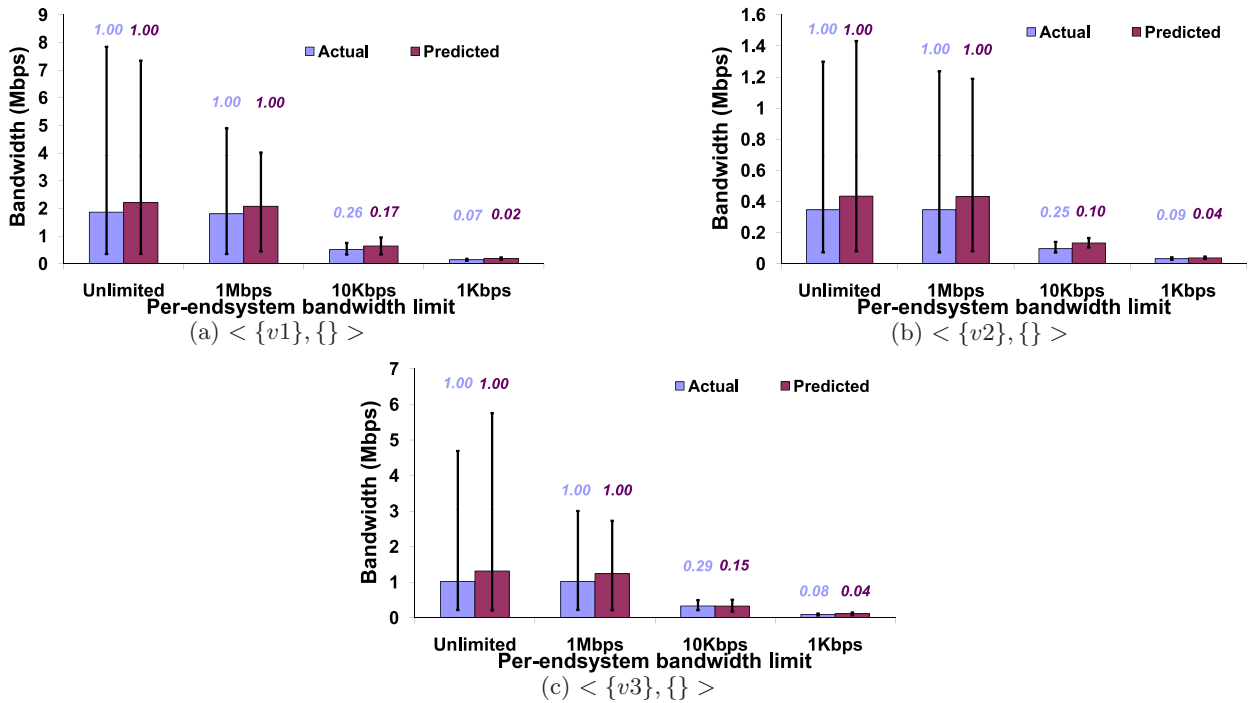 9
8
7
6
5
4
3
2
1
0
Bandwidth (Mbps)
1.00 1.00
Actual Predicted
1.00 1.00
0.26 0.17
0.07 0.02
Unlimited 1Mbps 10Kbps 1Kbps
Per-endsystem bandwidth limit
(a) < {v1}, {} >
1.6
1.4
1.2
1
0.8
0.6
0.4
0.2
0
Bandwidth (Mbps)
1.00 1.00
Actual Predicted
1.00 1.00
0.25 0.10
0.09 0.04
Unlimited 1Mbps 10Kbps 1Kbps
Per-endsystem bandwidth limit
(b) < {v2}, {} >
7
6
5
4
3
2
1
0
Bandwidth (Mbps)
1.00 1.00
Actual Predicted
1.00 1.00
0.29 0.15
0.08 0.04
Unlimited 1Mbps 10Kbps 1Kbps
Per-endsystem bandwidth limit
(c) < {v3}, {} >